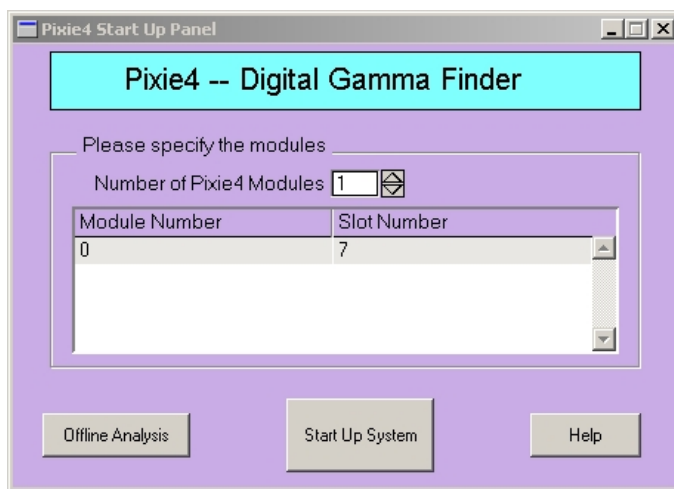 Pixie4 Start Up Panel
Pixie4 -- Digital Gamma Finder
Please specify the modules
Number of Pixie4 Modules 1
Module Number Slot Number
0 7
Offline Analysis Start Up System Help